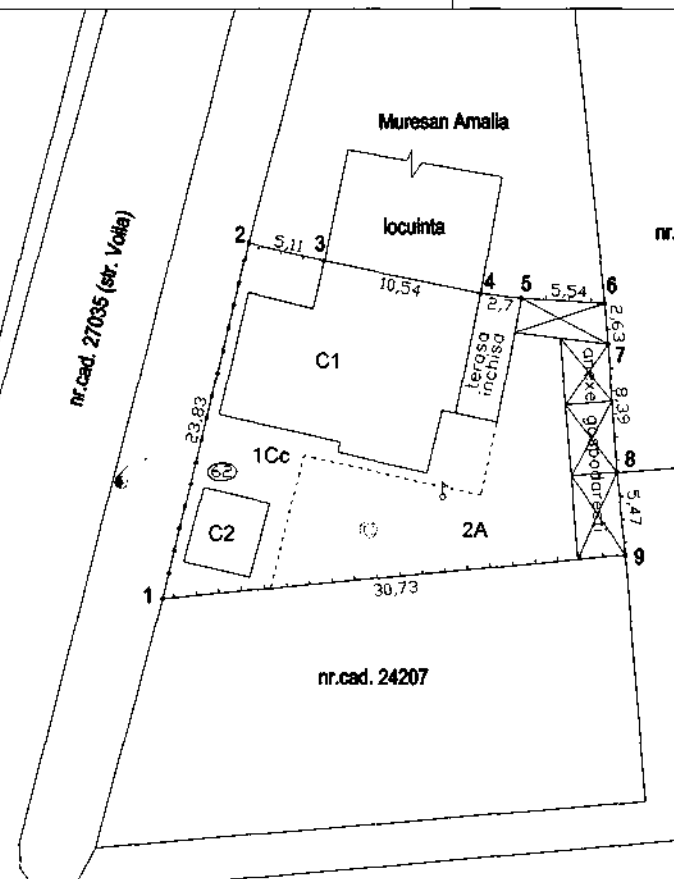 Muresan Amalia
nr.cad. 27035 (str. Voila)
locuinta
nr.
2
5,11
3
10,54
4
2,7
5
5,54
6
2,63
7
C1
terasa
inchisa
anexe gospodaresti
8,39
23,83
1Cc
62
8
C2
2A
5,47
9
1
30,73
nr.cad. 24207